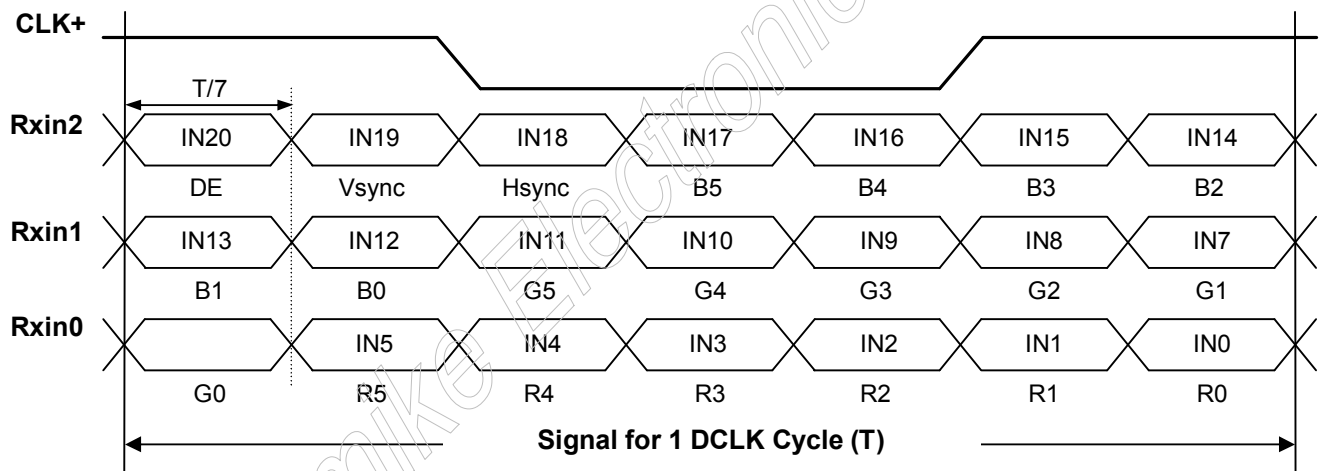 CLK+
T/7
Rxin2 IN20 IN19 IN18 IN17 IN16 IN15 IN14
DE Vsync Hsync B5 B4 B3 B2
Rxin1 IN13 IN12 IN11 IN10 IN9 IN8 IN7
B1 B0 G5 G4 G3 G2 G1
Rxin0 IN5 IN4 IN3 IN2 IN1 IN0
G0 R5 R4 R3 R2 R1 R0
Signal for 1 DCLK Cycle (T)
mike Electronic